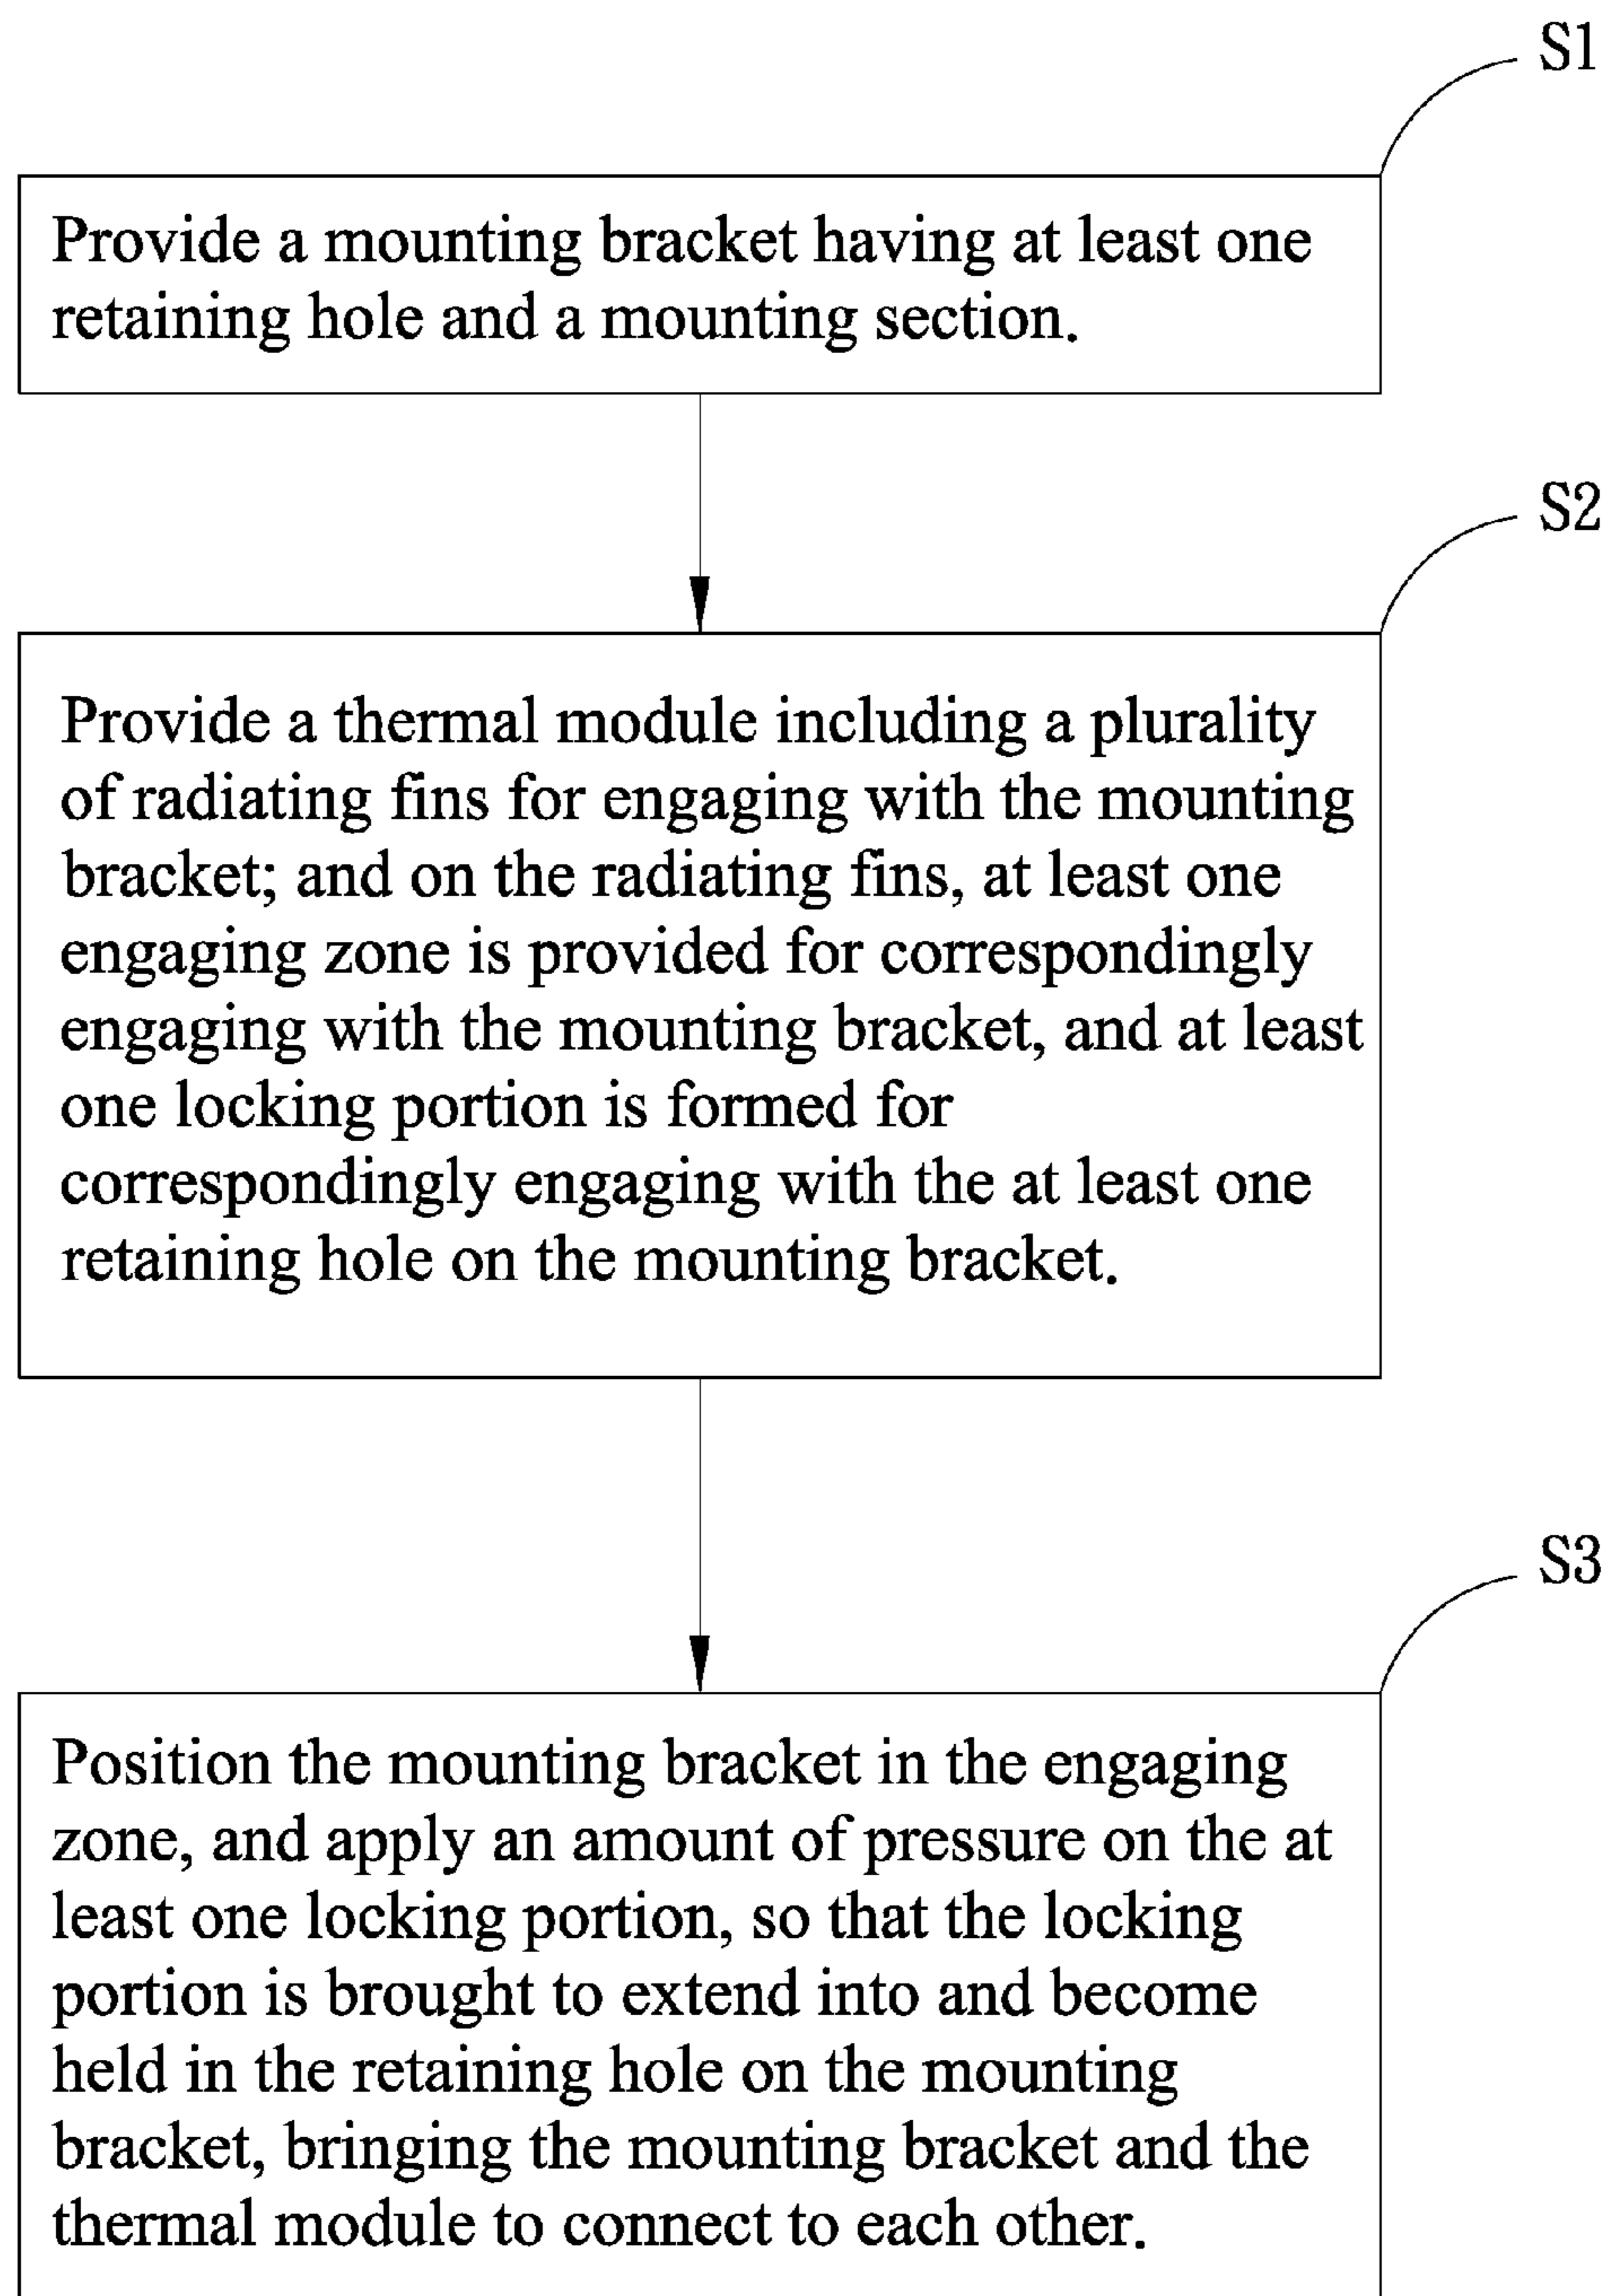 S1
Provide a mounting bracket having at least one
retaining hole and a mounting section.
S2
Provide a thermal module including a plurality
of radiating fins for engaging with the mounting
bracket; and on the radiating fins, at least one
engaging zone is provided for correspondingly
engaging with the mounting bracket, and at least
one locking portion is formed for
correspondingly engaging with the at least one
retaining hole on the mounting bracket.
S3
Position the mounting bracket in the engaging
zone, and apply an amount of pressure on the at
least one locking portion, so that the locking
portion is brought to extend into and become
held in the retaining hole on the mounting
bracket, bringing the mounting bracket and the
thermal module to connect to each other.